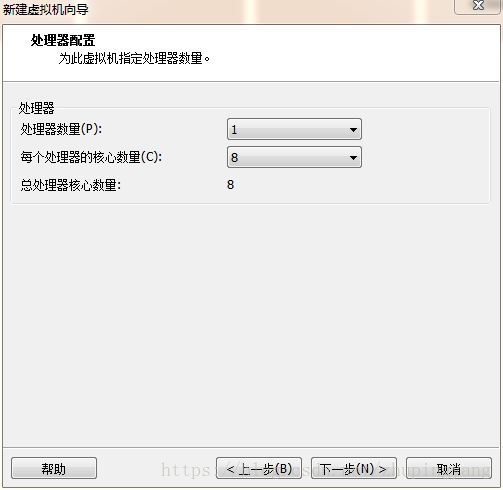 新建虚拟机向导
处理器配置
为此虚拟机指定处理器数量。
处理器
处理器数量(P): 1
每个处理器的核心数量(C): 8
总处理器核心数量: 8
帮助 < 上一步(B) 下一步(N) > 取消